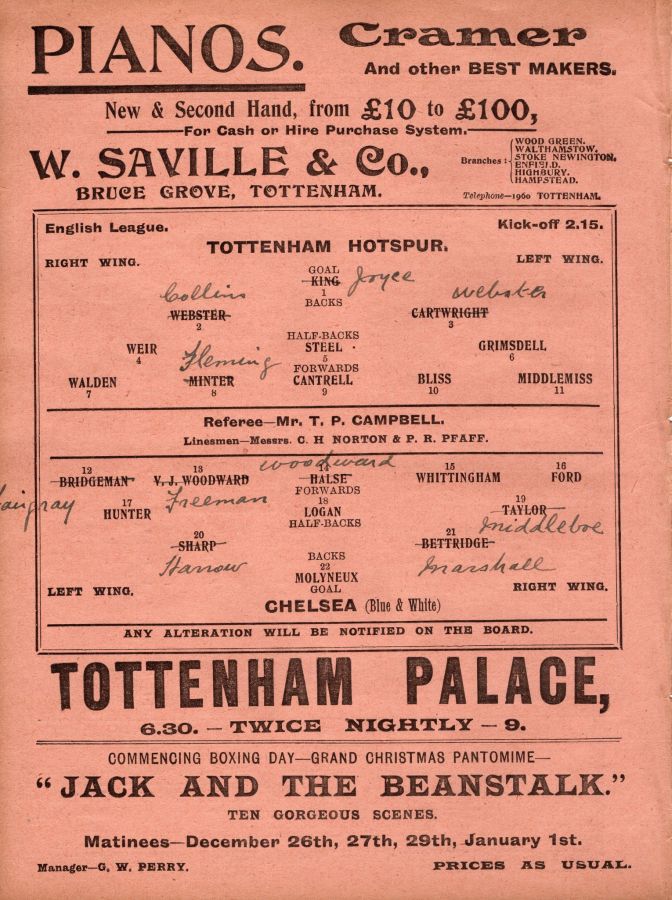 PIANOS. Cramer
And other BEST MAKERS.
New & Second Hand, from £10 to £100,
For Cash or Hire Purchase System.
W. SAVILLE & Co.,
BRUCE GROVE, TOTTENHAM.
Branches :-
WOOD GREEN.
WALTHAMSTOW.
STOKE NEWINGTON.
ENFIELD.
HIGHBURY.
HAMPSTEAD.
Telephone—1960 TOTTENHAM.
English League. Kick-off 2.15.
TOTTENHAM HOTSPUR.
RIGHT WING. LEFT WING.
GOAL
KING Joyce
1
BACKS
Collins Webster
WEBSTER CARTWRIGHT
2 3
HALF-BACKS
WEIR STEEL GRIMSDELL
4 5 6
Fleming
FORWARDS
WALDEN MINTER CANTRELL BLISS MIDDLEMISS
7 8 9 10 11
Referee—Mr. T. P. CAMPBELL.
Linesmen—Messrs. C. H NORTON & P. R. PFAFF.
Woodward
12 13 14 15 16
BRIDGEMAN V. J. WOODWARD HALSE WHITTINGHAM FORD
FORWARDS
Fairgray Freeman
17 18 19
HUNTER LOGAN TAYLOR
HALF-BACKS
Middleboe
20 21
SHARP BETTRIDGE
BACKS
Harrow Marshall
22
MOLYNEUX
GOAL
LEFT WING. RIGHT WING.
CHELSEA (Blue & White)
ANY ALTERATION WILL BE NOTIFIED ON THE BOARD.
TOTTENHAM PALACE,
6.30. — TWICE NIGHTLY — 9.
COMMENCING BOXING DAY—GRAND CHRISTMAS PANTOMIME—
"JACK AND THE BEANSTALK."
TEN GORGEOUS SCENES.
Matinees—December 26th, 27th, 29th, January 1st.
Manager—G. W. PERRY. PRICES AS USUAL.